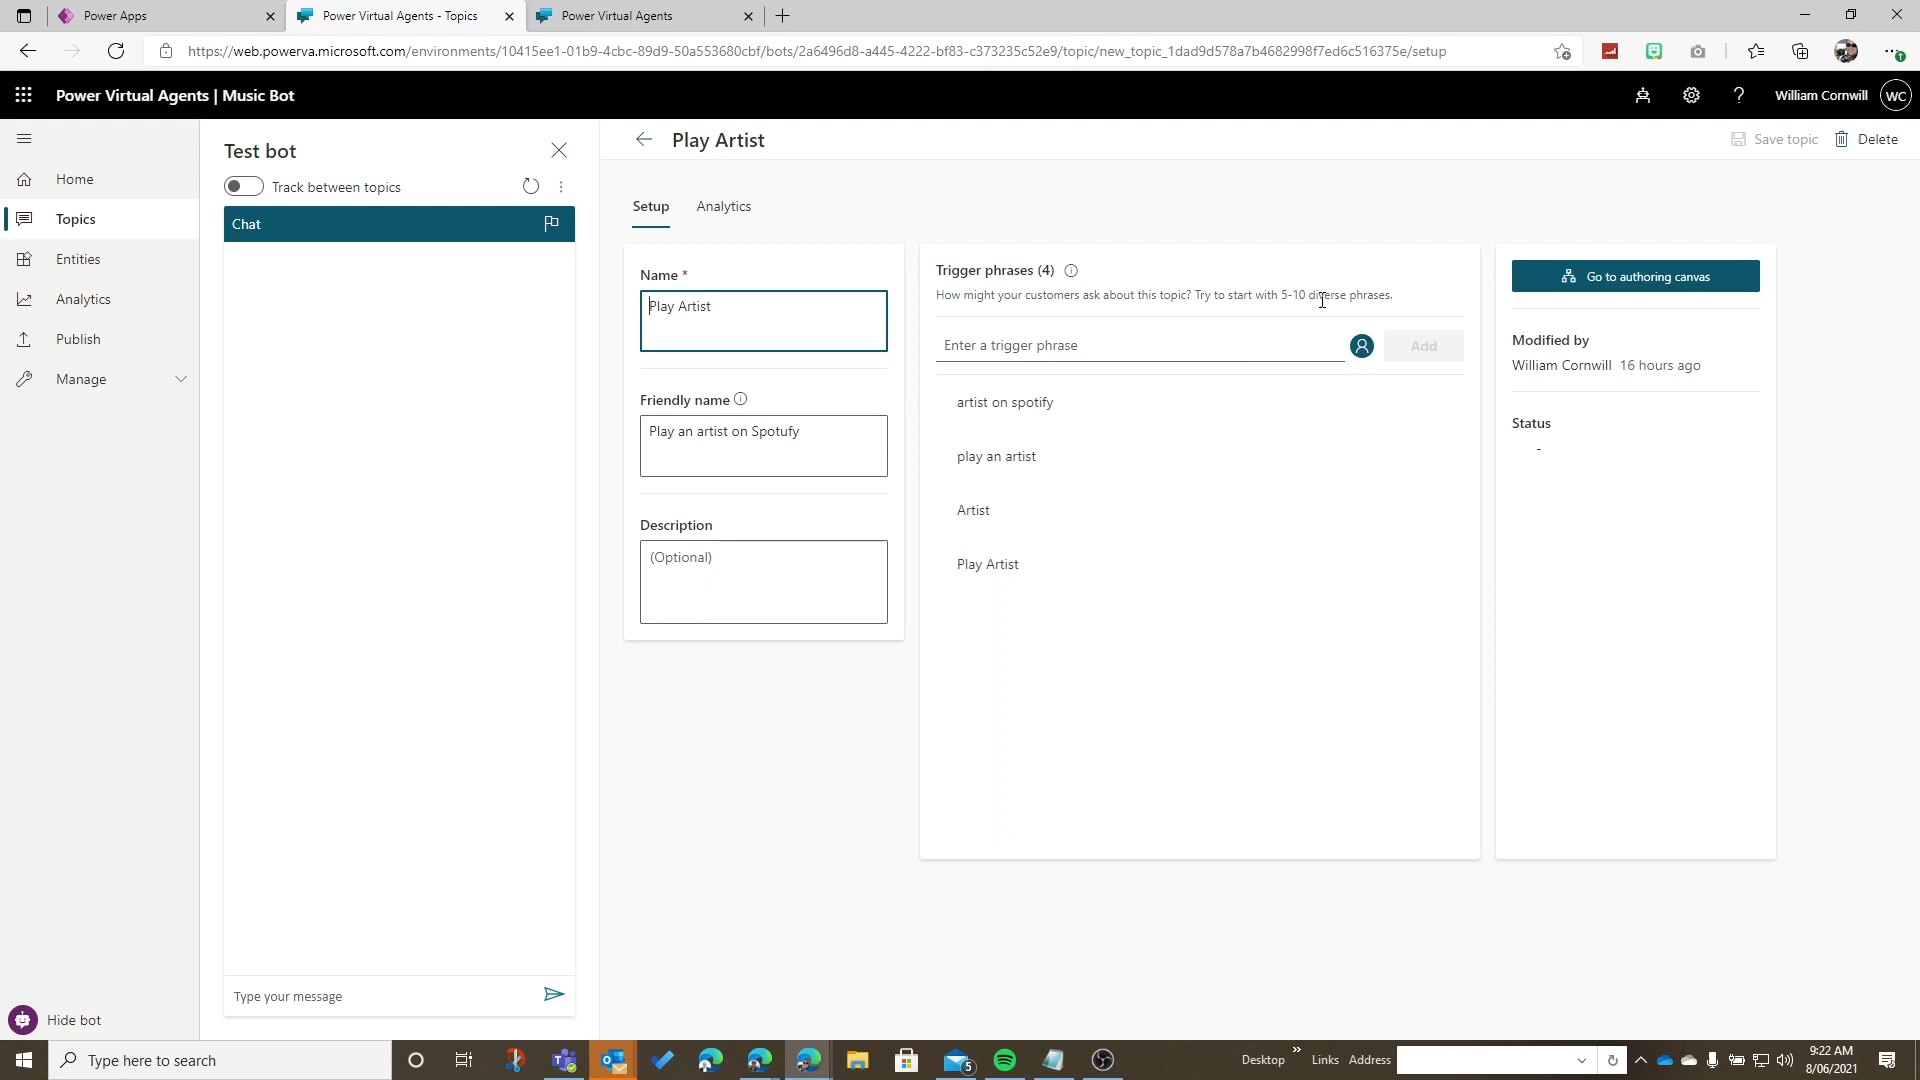 Power Apps
Power Virtual Agents - Topics
Power Virtual Agents
https://web.powerva.microsoft.com/environments/10415ee1-01b9-4cbc-89d9-50a553680cbf/bots/2a6496d8-a445-4222-bf83-c373235c52e9/topic/new_topic_1dad9d578a7b4682998f7ed6c516375e/setup
Power Virtual Agents | Music Bot
William Cornwill
WC
Home
Topics
Entities
Analytics
Publish
Manage
Hide bot
Test bot
Track between topics
Chat
Type your message
Play Artist
Save topic
Delete
Setup
Analytics
Name *
Play Artist
Friendly name
Play an artist on Spotufy
Description
(Optional)
Trigger phrases (4)
How might your customers ask about this topic? Try to start with 5-10 diverse phrases.
Enter a trigger phrase
Add
artist on spotify
play an artist
Artist
Play Artist
Go to authoring canvas
Modified by
William Cornwill 16 hours ago
Status
-
Type here to search
5
Desktop
Links
Address
9:22 AM
8/06/2021